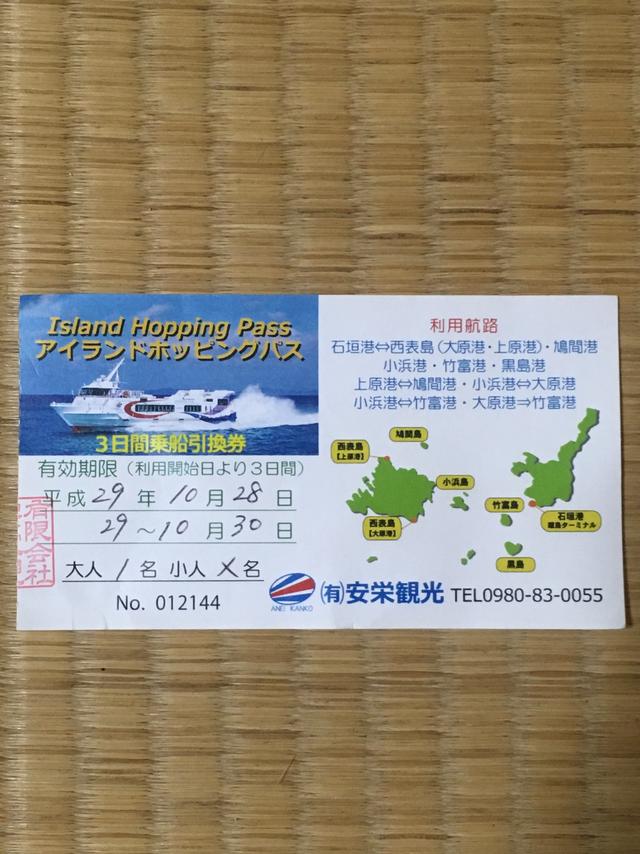 Island Hopping Pass
アイランドホッピングパス
3日間乗船引換券
有効期限(利用開始日より3日間)
平成29年10月28日
29～10月30日
大人 1名 小人 ✕名
No. 012144
有限会社
利用航路
石垣港⇔西表島(大原港・上原港)・鳩間港
小浜港・竹富港・黒島港
上原港⇔鳩間港・小浜港⇔大原港
小浜港⇔竹富港・大原港⇒竹富港
鳩間島
西表島
【上原港】
小浜島
竹富島
西表島
【大原港】
石垣港
離島ターミナル
黒島
ANEI KANKO
(有)安栄観光 TEL0980-83-0055